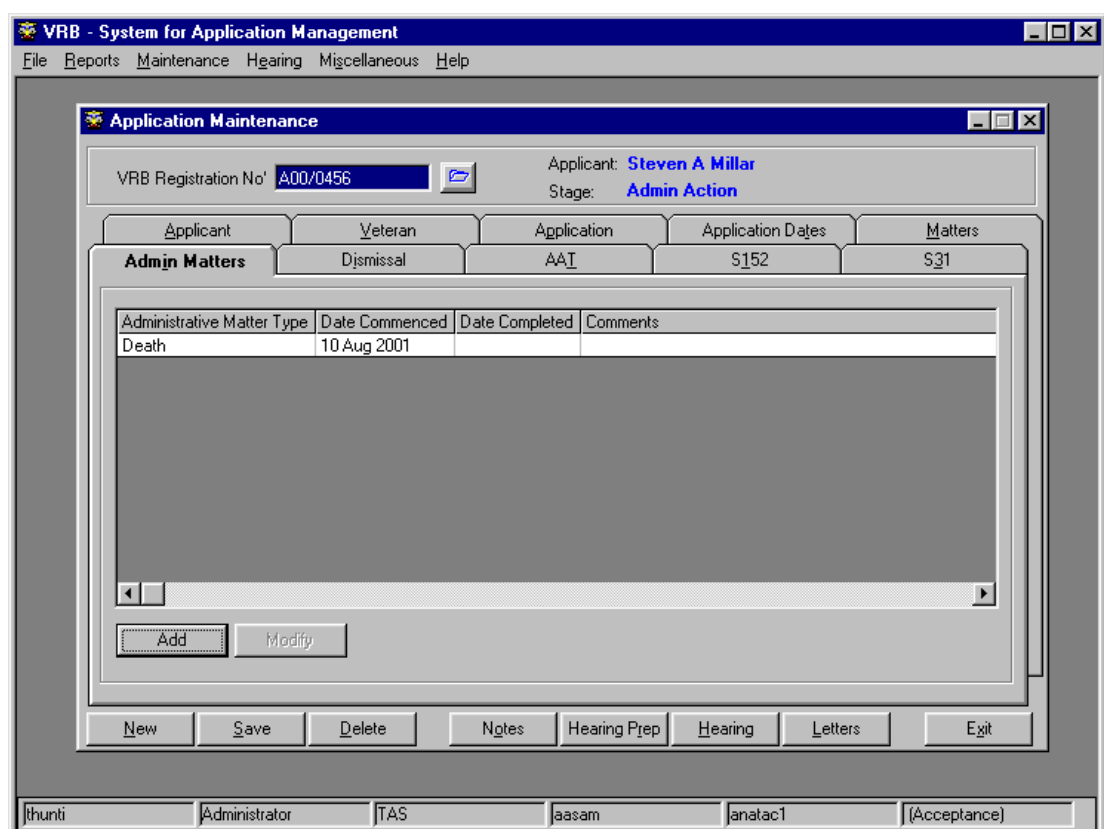 VRB - System for Application Management
File Reports Maintenance Hearing Miscellaneous Help
Application Maintenance
VRB Registration No' A00/0456
Applicant: Steven A Millar
Stage: Admin Action
Applicant Veteran Application Application Dates Matters
Admin Matters Dismissal AAT S152 S31
Administrative Matter Type Date Commenced Date Completed Comments
Death 10 Aug 2001
Add Modify
New Save Delete Notes Hearing Prep Hearing Letters Exit
thunti Administrator TAS aasam anatac1 (Acceptance)